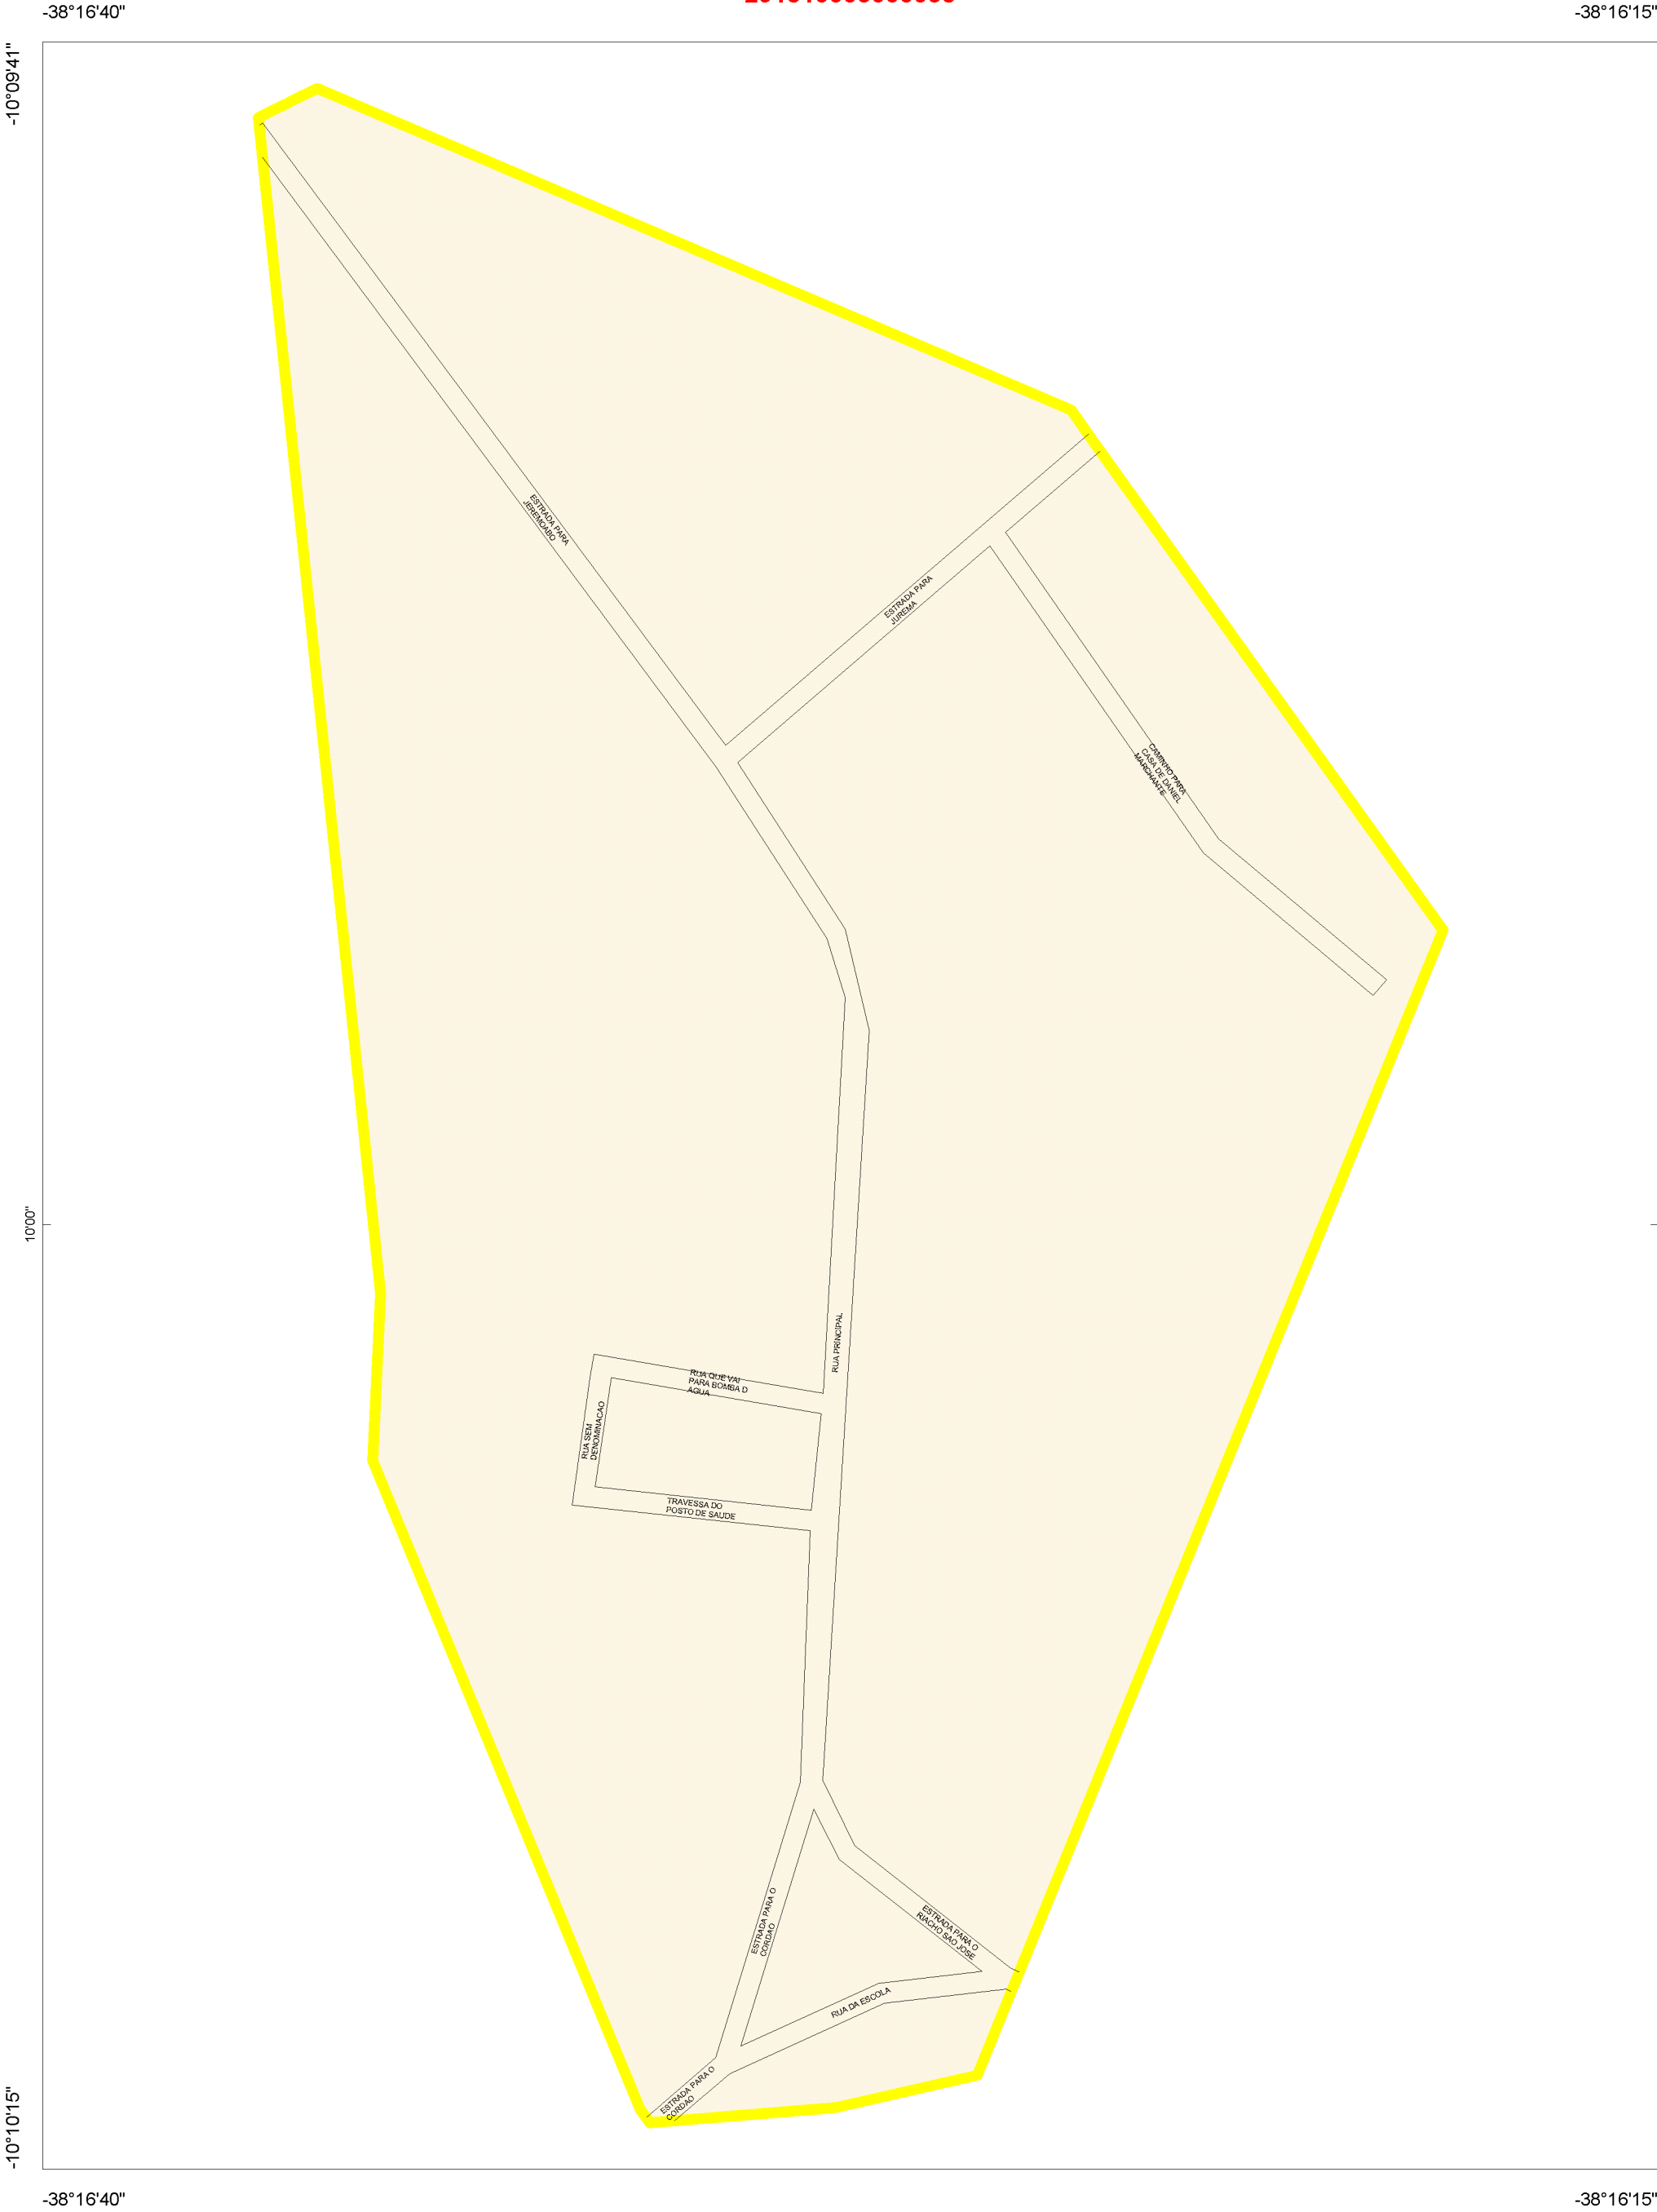 -38°16'40"
-38°16'15"
-10°09'41"
ESTRADA PARA
JEREMOABO
ESTRADA PARA
JUREMA
CAMINHO PARA
CASA DE DANIEL
MARCHANTE
10'00"
RUA PRINCIPAL
RUA QUE VAI
PARA BOMBA D
AGUA
RUA SEM
DENOMINACAO
TRAVESSA DO
POSTO DE SAUDE
ESTRADA PARA O
CORDAO
ESTRADA PARA O
RIACHO SAO JOSE
RUA DA ESCOLA
ESTRADA PARA O
CORDAO
-10°10'15"
-38°16'40"
-38°16'15"